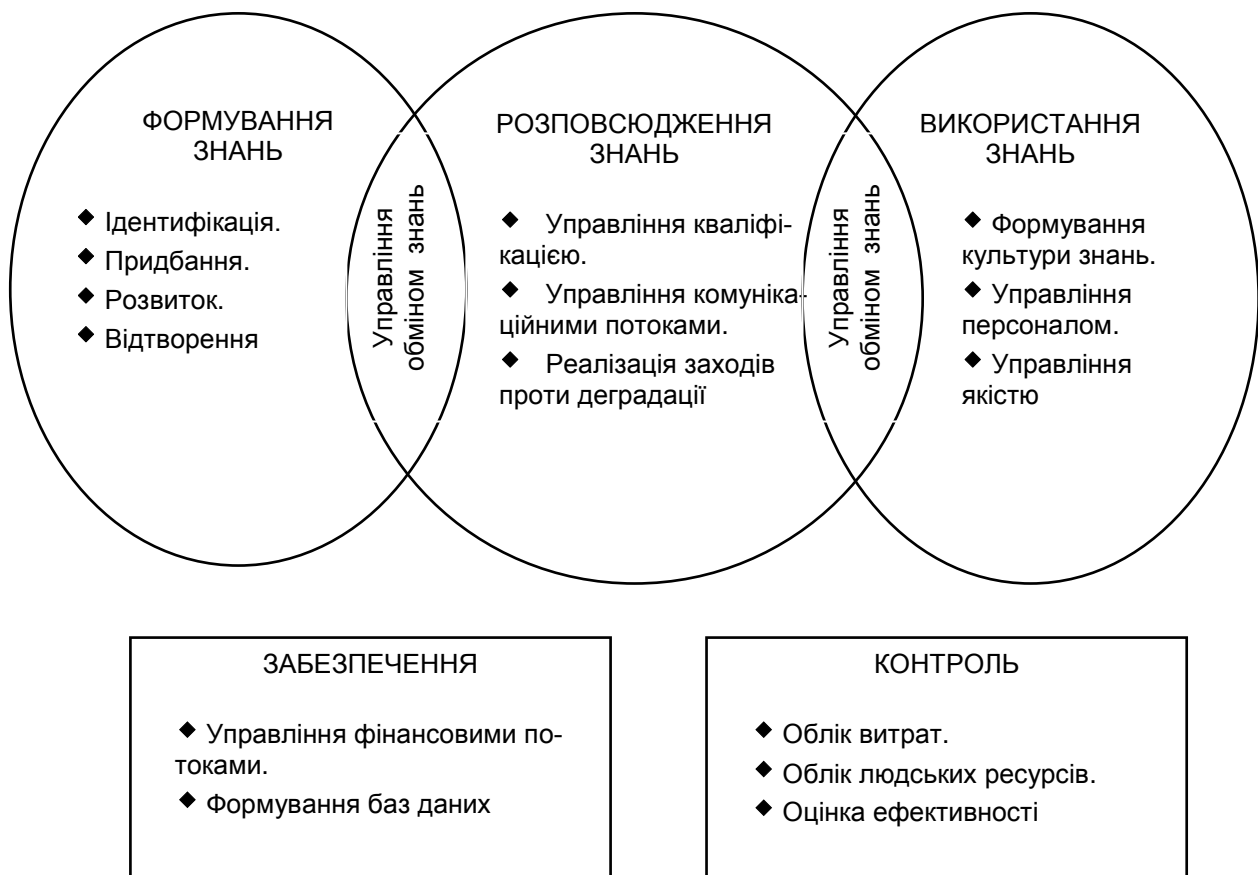 ФОРМУВАННЯ
ЗНАНЬ
◆ Ідентифікація.
◆ Придбання.
◆ Розвиток.
◆ Відтворення
Управління
обміном знань
РОЗПОВСЮДЖЕННЯ
ЗНАНЬ
◆ Управління кваліфі-
кацією.
◆ Управління комуніка-
ційними потоками.
◆ Реалізація заходів
проти деградації
Управління
обміном знань
ВИКОРИСТАННЯ
ЗНАНЬ
◆ Формування
культури знань.
◆ Управління
персоналом.
◆ Управління
якістю
ЗАБЕЗПЕЧЕННЯ
◆ Управління фінансовими по-
токами.
◆ Формування баз даних
КОНТРОЛЬ
◆ Облік витрат.
◆ Облік людських ресурсів.
◆ Оцінка ефективності